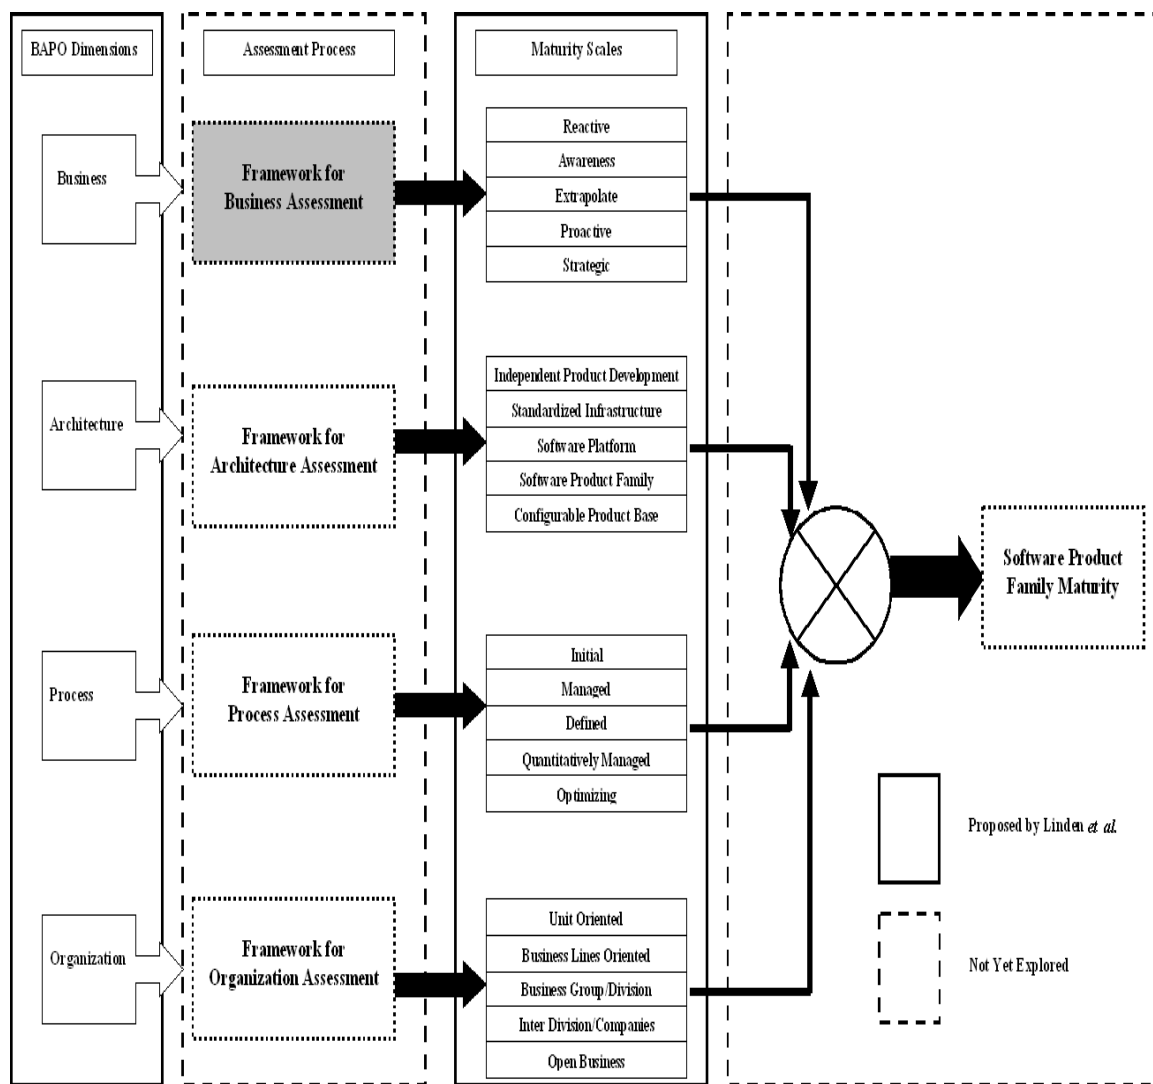 BAPO Dimensions
Assessment Process
Maturity Scales
Business
Framework for
Business Assessment
Reactive
Awareness
Extrapolate
Proactive
Strategic
Architecture
Framework for
Architecture Assessment
Independent Product Development
Standardized Infrastructure
Software Platform
Software Product Family
Configurable Product Base
Software Product
Family Maturity
Process
Framework for
Process Assessment
Initial
Managed
Defined
Quantitatively Managed
Optimizing
Organization
Framework for
Organization Assessment
Unit Oriented
Business Lines Oriented
Business Group/Division
Inter Division/Companies
Open Business
Proposed by Linden et al.
Not Yet Explored